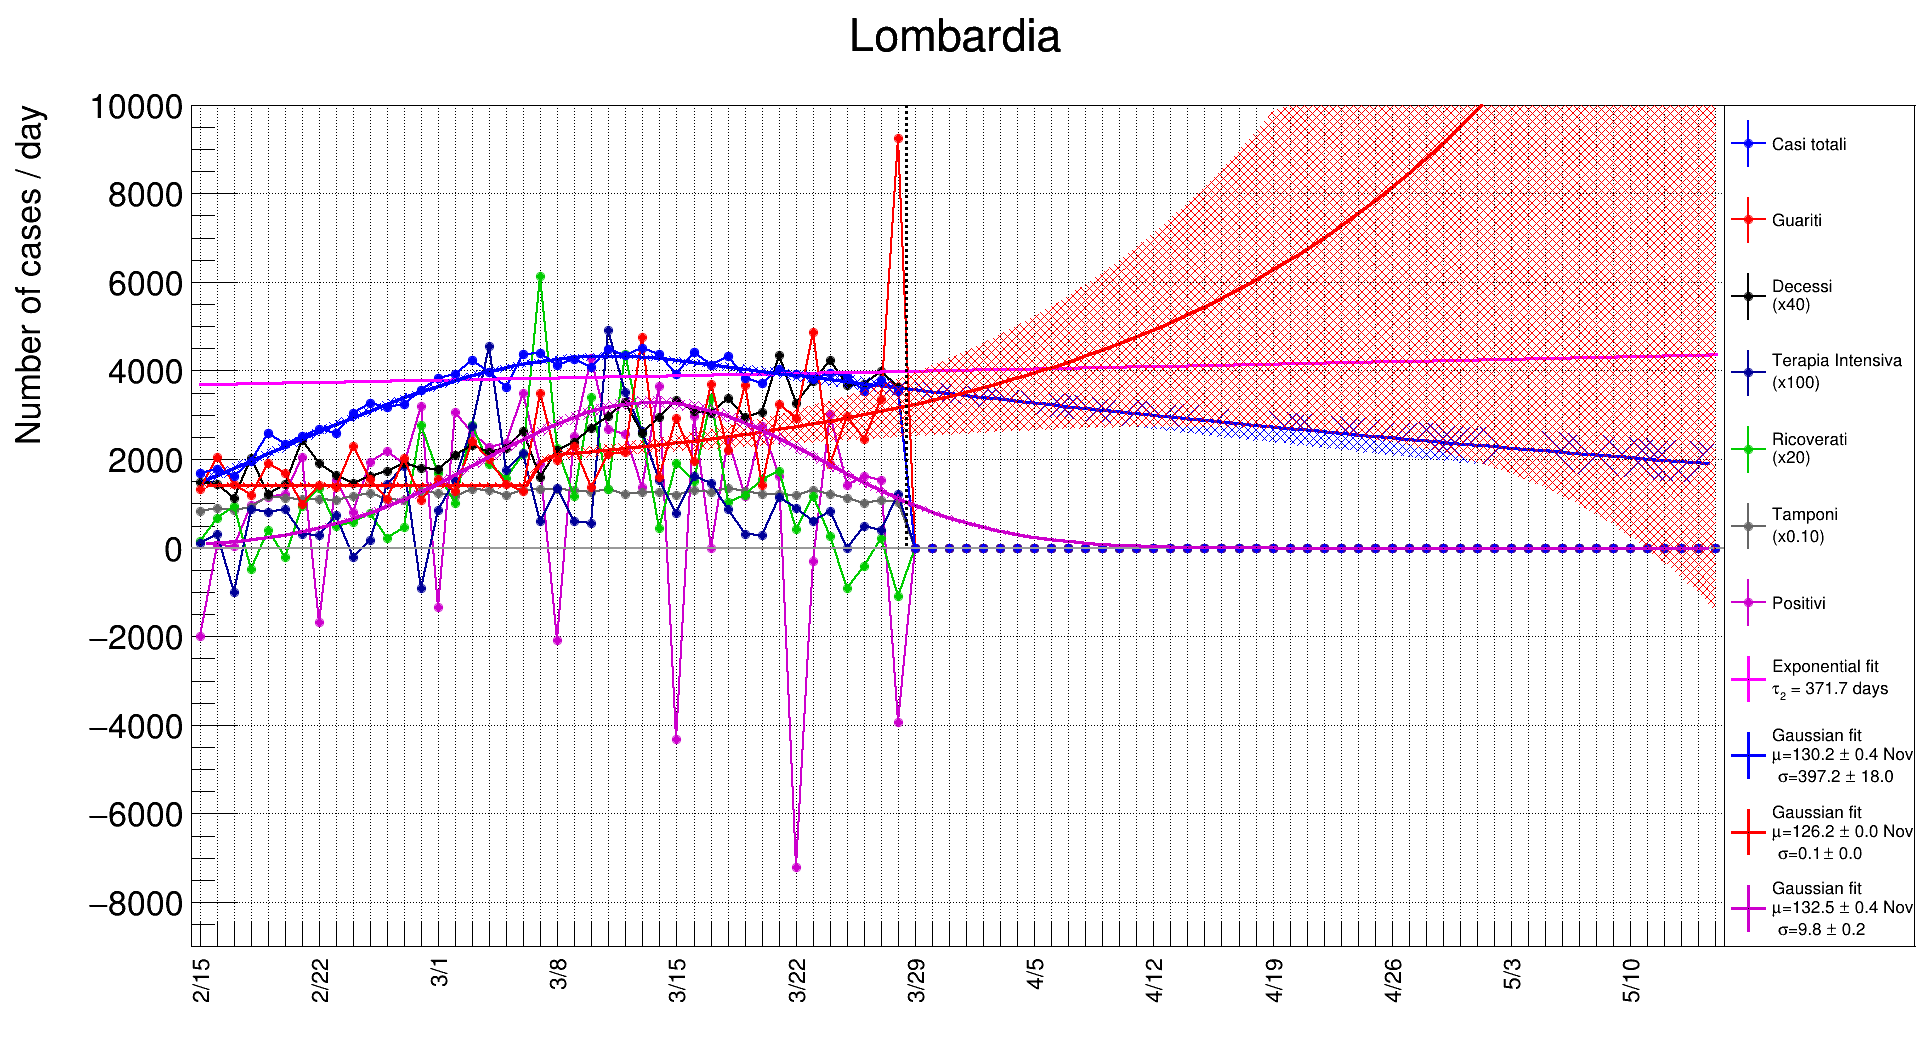 Lombardia
Number of cases / day
10000
8000
6000
4000
2000
0
−2000
−4000
−6000
−8000
2/15
2/22
3/1
3/8
3/15
3/22
3/29
4/5
4/12
4/19
4/26
5/3
5/10
Casi totali
Guariti
Decessi
(x40)
Terapia Intensiva
(x100)
Ricoverati
(x20)
Tamponi
(x0.10)
Positivi
Exponential fit
τ₂ = 371.7 days
Gaussian fit
μ=130.2 ± 0.4 Nov
σ=397.2 ± 18.0
Gaussian fit
μ=126.2 ± 0.0 Nov
σ=0.1 ± 0.0
Gaussian fit
μ=132.5 ± 0.4 Nov
σ=9.8 ± 0.2